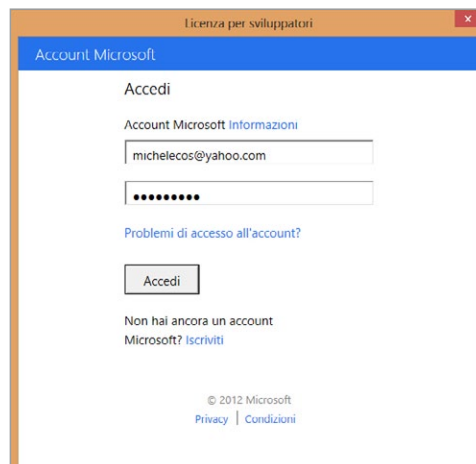 Licenza per sviluppatori
x
Account Microsoft
Accedi
Account Microsoft Informazioni
michelecos@yahoo.com
●●●●●●●●●
Problemi di accesso all'account?
Accedi
Non hai ancora un account
Microsoft? Iscriviti
© 2012 Microsoft
Privacy | Condizioni